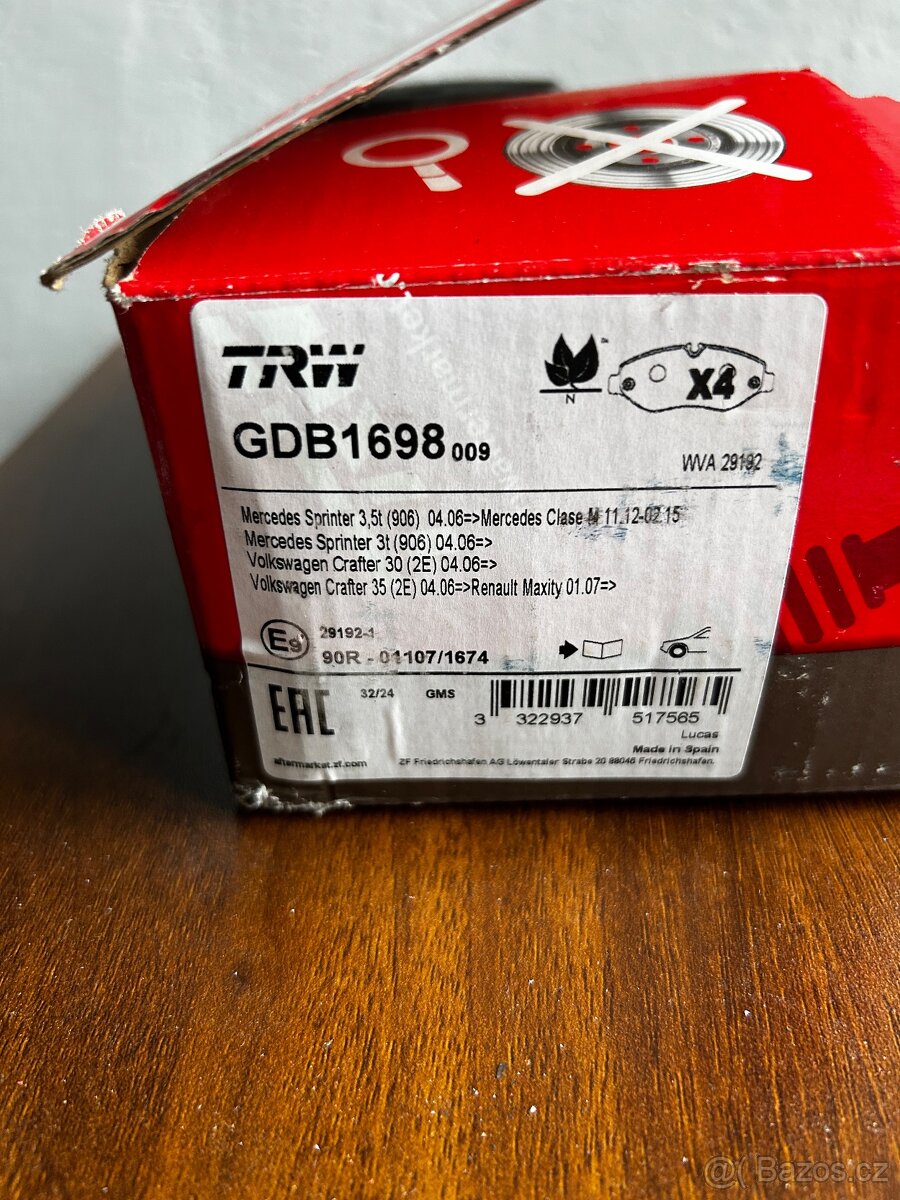 TRW
X4
N
GDB1698 009
WVA 29192
Mercedes Sprinter 3,5t (906) 04.06=>Mercedes Clase M 11.12-02.15
Mercedes Sprinter 3t (906) 04.06=>
Volkswagen Crafter 30 (2E) 04.06=>
Volkswagen Crafter 35 (2E) 04.06=>Renault Maxity 01.07=>
E9
29192-1
90R - 01107/1674
EAC
32/24 GMS
3 322937 517565
Lucas
Made in Spain
aftermarket.zf.com
ZF Friedrichshafen AG Löwentaler Strabe 20 88046 Friedrichshafen.
@( Bazos.cz